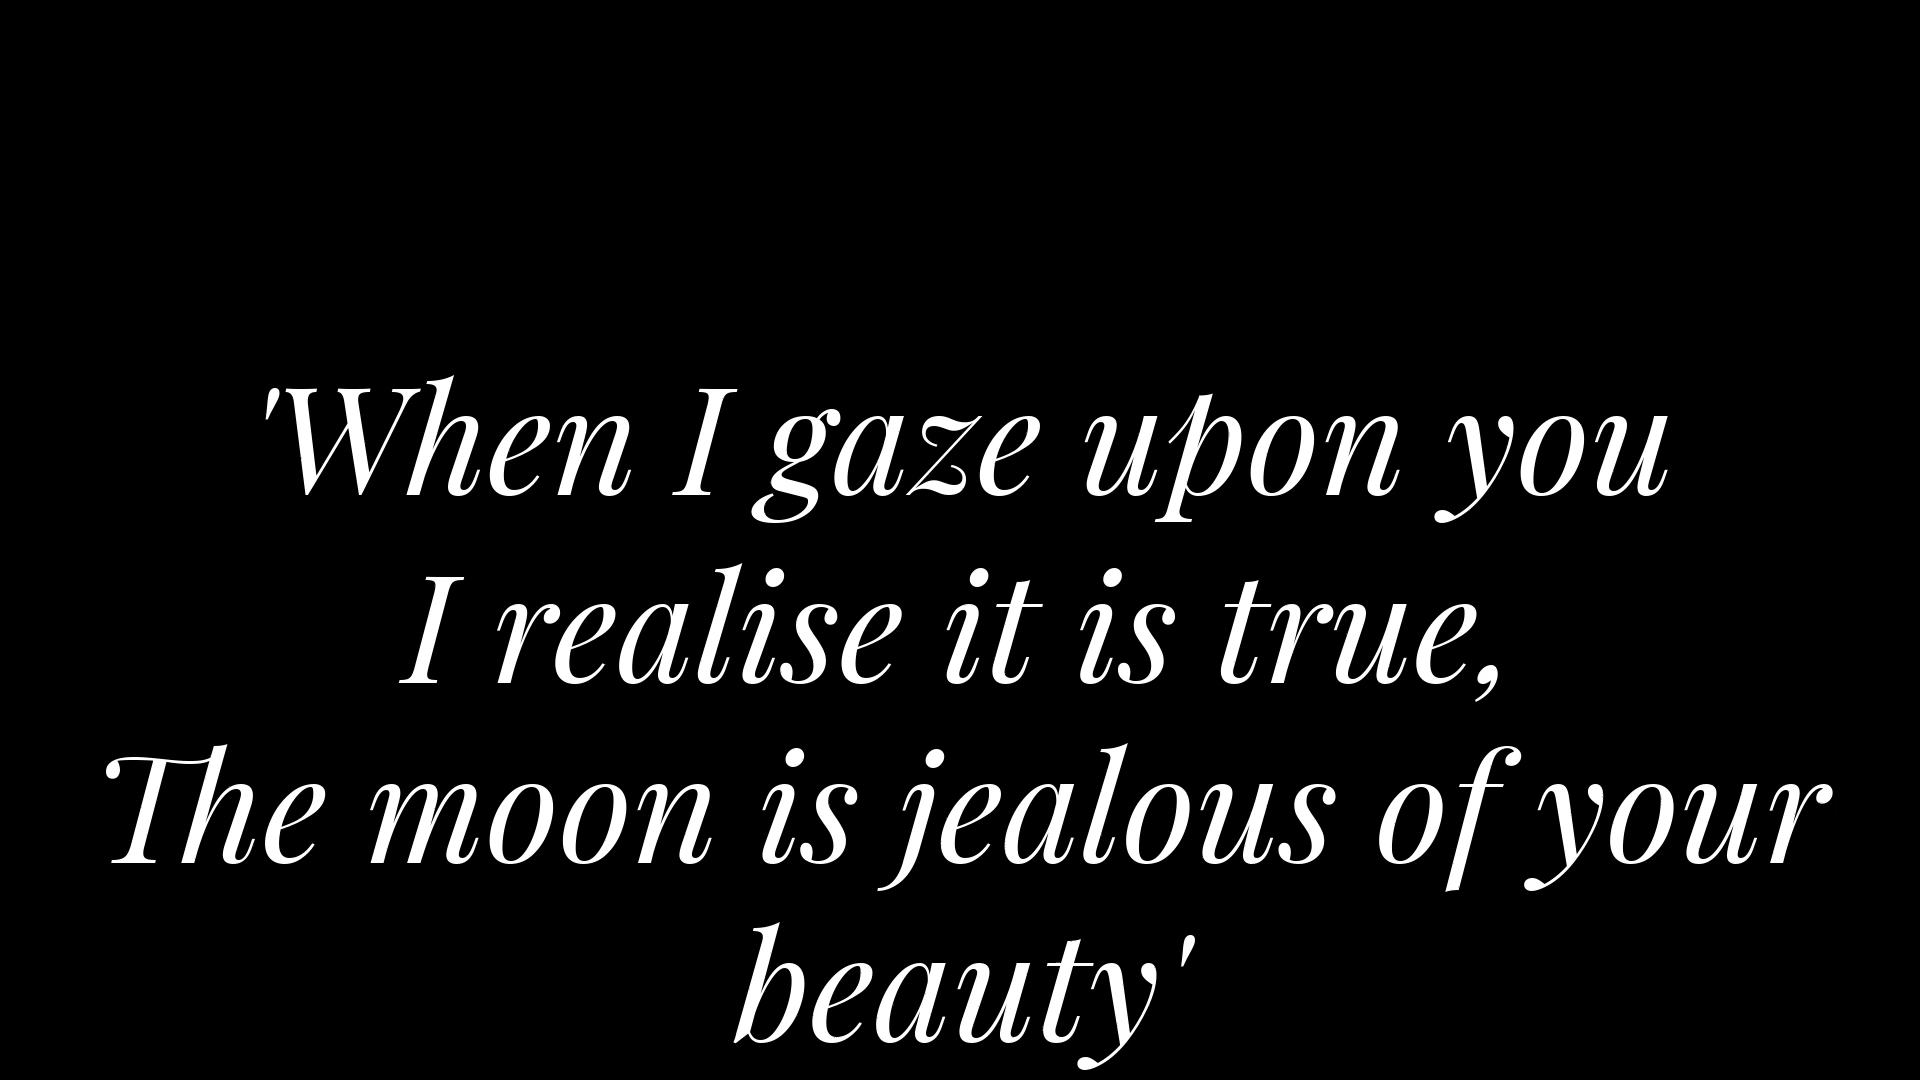 'When I gaze upon you
I realise it is true,
The moon is jealous of your
beauty'